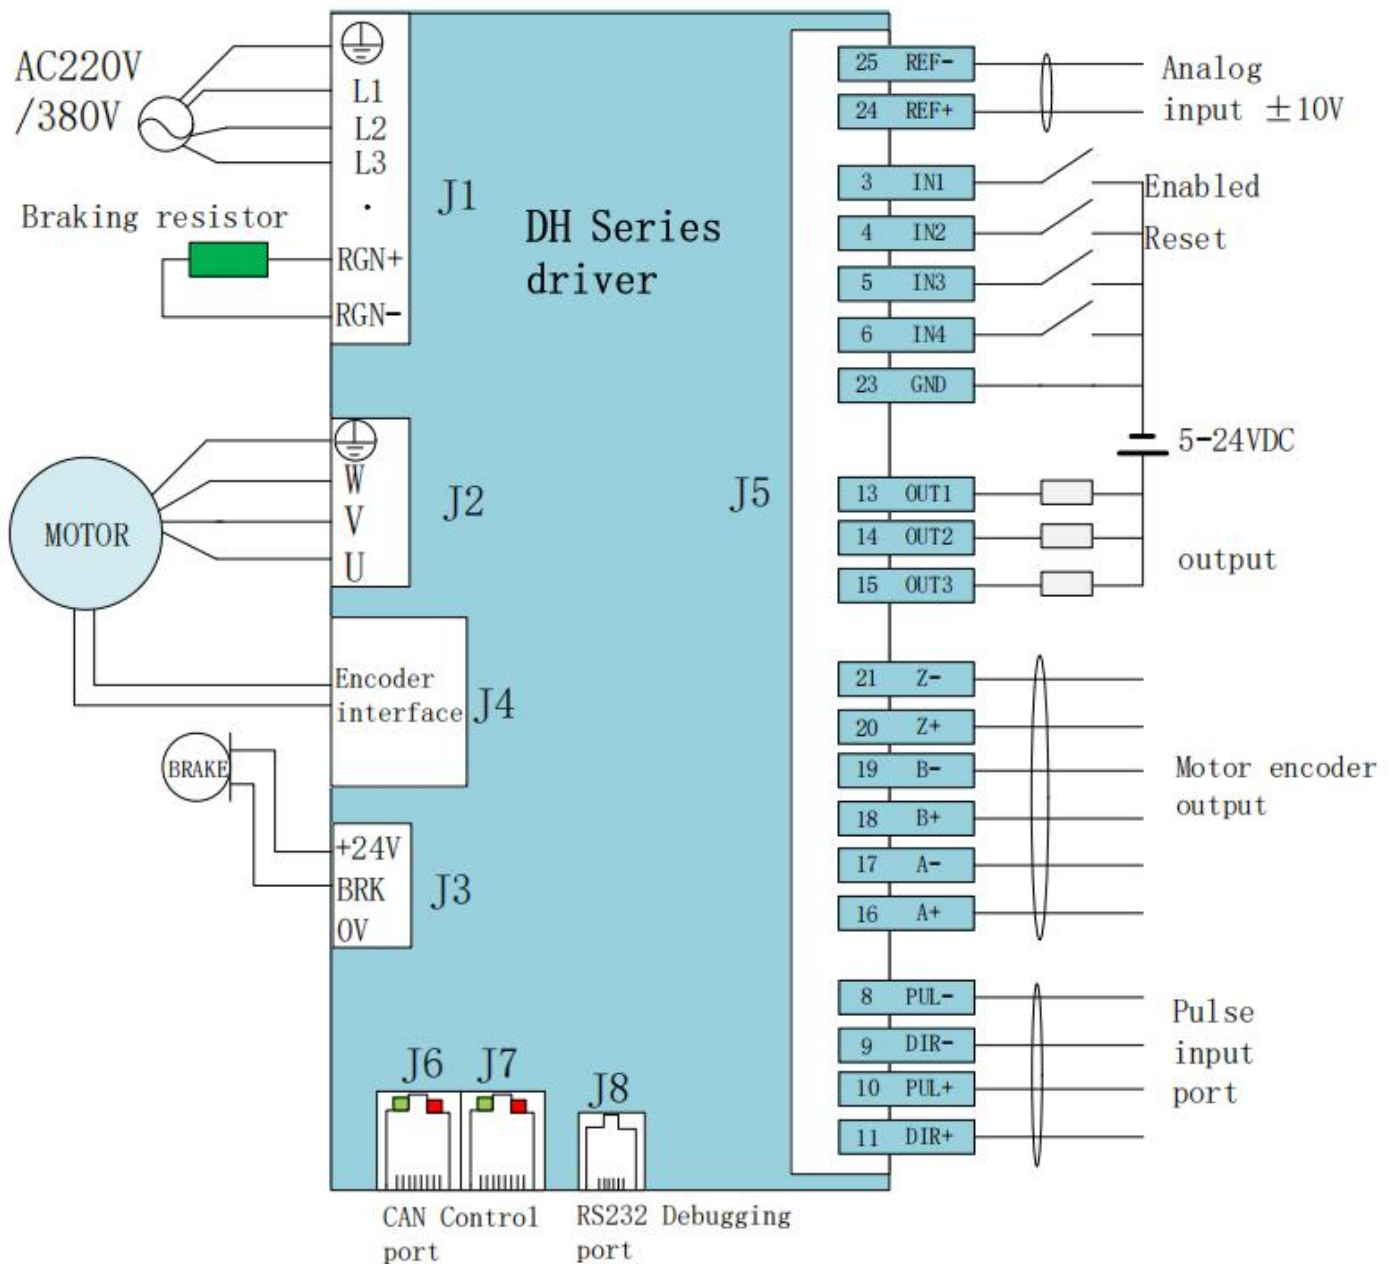 AC220V
/380V
L1
L2
L3
J1
Braking resistor
RGN+
RGN-
DH Series
driver
MOTOR
W
V
U
J2
Encoder
interface
J4
BRAKE
+24V
BRK
0V
J3
J5
25 REF-
24 REF+
Analog
input ±10V
3 IN1
Enabled
4 IN2
Reset
5 IN3
6 IN4
23 GND
5-24VDC
13 OUT1
14 OUT2
15 OUT3
output
21 Z-
20 Z+
19 B-
18 B+
17 A-
16 A+
Motor encoder
output
8 PUL-
9 DIR-
10 PUL+
11 DIR+
Pulse
input
port
J6
J7
J8
CAN Control
port
RS232 Debugging
port